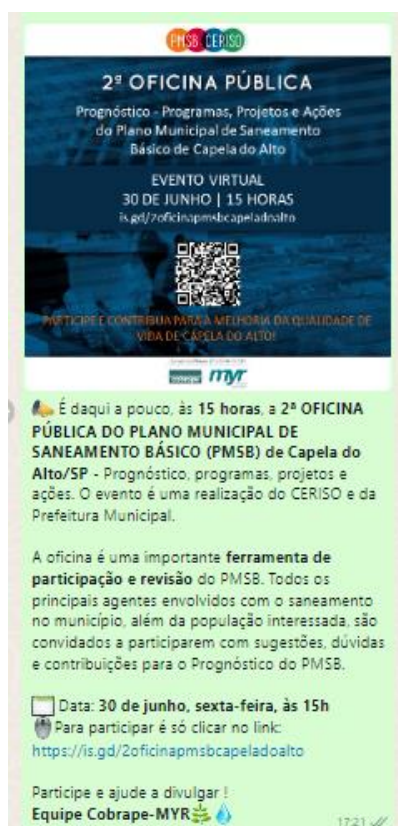 PMSB CERISO
2ª OFICINA PÚBLICA
Prognóstico - Programas, Projetos e Ações
do Plano Municipal de Saneamento
Básico de Capela do Alto
EVENTO VIRTUAL
30 DE JUNHO | 15 HORAS
is.gd/2oficinapmsbcapeladoalto
PARTICIPE E CONTRIBUA PARA A MELHORIA DA QUALIDADE DE
VIDA DE CAPELA DO ALTO!
myr
É daqui a pouco, às 15 horas, a 2ª OFICINA
PÚBLICA DO PLANO MUNICIPAL DE
SANEAMENTO BÁSICO (PMSB) de Capela do
Alto/SP - Prognóstico, programas, projetos e
ações. O evento é uma realização do CERISO e da
Prefeitura Municipal.
A oficina é uma importante ferramenta de
participação e revisão do PMSB. Todos os
principais agentes envolvidos com o saneamento
no município, além da população interessada, são
convidados a participarem com sugestões, dúvidas
e contribuições para o Prognóstico do PMSB.
Data: 30 de junho, sexta-feira, às 15h
Para participar é só clicar no link:
https://is.gd/2oficinapmsbcapeladoalto
Participe e ajude a divulgar !
Equipe Cobrape-MYR
17:21